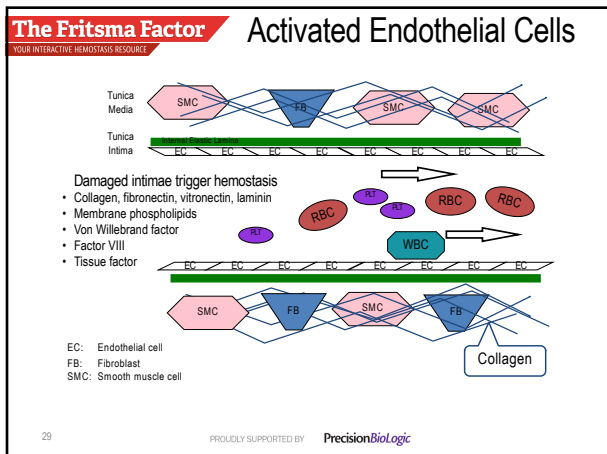 The Fritsma Factor
YOUR INTERACTIVE HEMOSTASIS RESOURCE
Activated Endothelial Cells
Tunica
Media
SMC
FB
SMC
SMC
Tunica
Intima
Internal Elastic Lamina
EC EC EC EC EC EC EC EC
Damaged intimae trigger hemostasis
• Collagen, fibronectin, vitronectin, laminin
• Membrane phospholipids
• Von Willebrand factor
• Factor VIII
• Tissue factor
PLT
RBC
PLT
PLT
RBC
RBC
WBC
EC EC EC EC EC EC EC EC
SMC
FB
SMC
FB
Collagen
EC: Endothelial cell
FB: Fibroblast
SMC: Smooth muscle cell
29
PROUDLY SUPPORTED BY PrecisionBioLogic